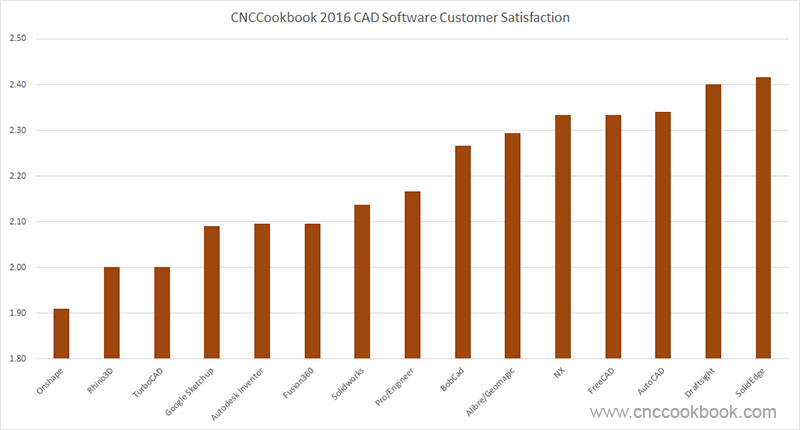 CNCCookbook 2016 CAD Software Customer Satisfaction
2.50
2.40
2.30
2.20
2.10
2.00
1.90
1.80
Onshape
Rhino3D
TurboCAD
Google Sketchup
Autodesk Inventor
Fusion360
Solidworks
Pro/Engineer
BobCad
Alibre/Geomagic
NX
FreeCAD
AutoCAD
Draftsight
SolidEdge
www.cnccookbook.com